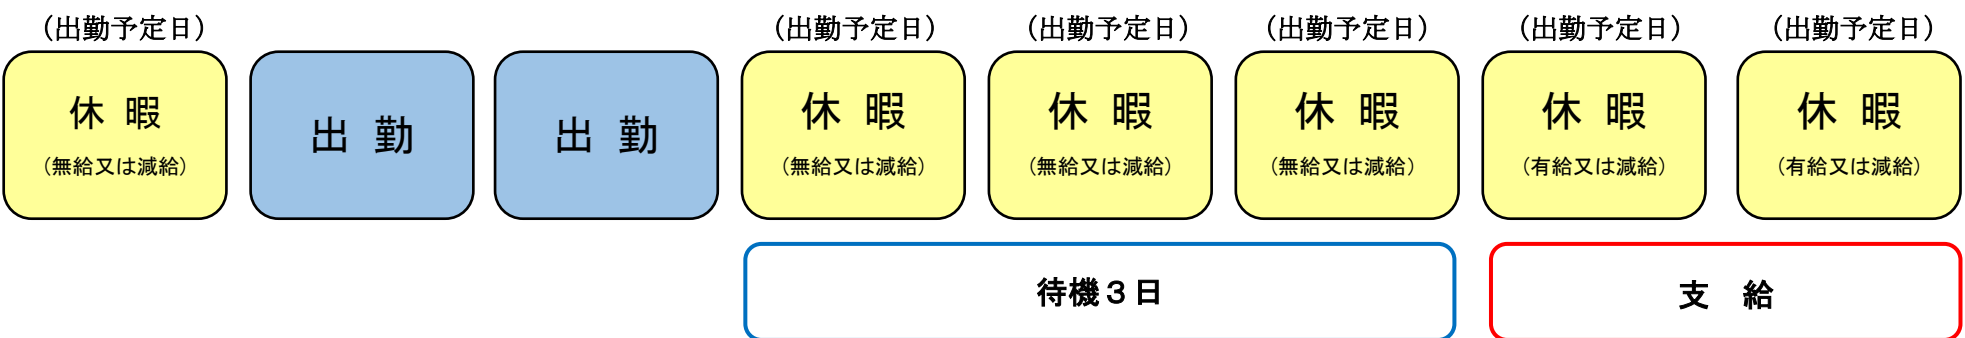 （出勤予定日） （出勤予定日） （出勤予定日） （出勤予定日） （出勤予定日） （出勤予定日）
休 暇 出 勤 出 勤 休 暇 休 暇 休 暇 休 暇 休 暇
（無給又は減給） （無給又は減給） （無給又は減給） （無給又は減給） （有給又は減給） （有給又は減給）
待機３日 支 給